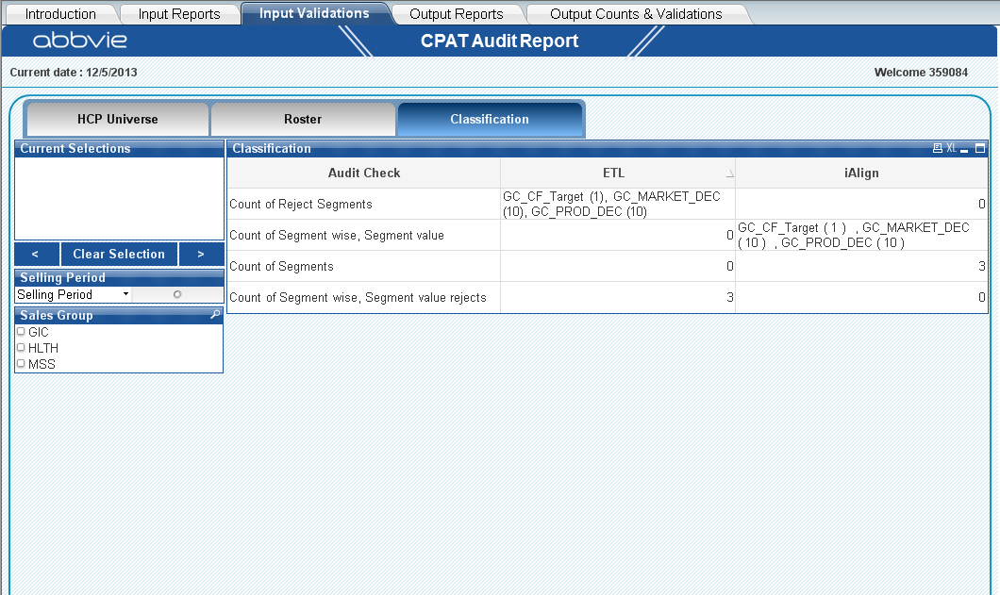 Introduction Input Reports Input Validations Output Reports Output Counts & Validations
abbvie CPAT Audit Report
Current date : 12/5/2013 Welcome 359084
HCP Universe Roster Classification
Current Selections
< Clear Selection >
Selling Period
Selling Period
Sales Group
GIC
HLTH
MSS
Classification XL
Audit Check ETL iAlign
Count of Reject Segments GC_CF_Target (1), GC_MARKET_DEC 0
(10), GC_PROD_DEC (10)
Count of Segment wise, Segment value 0 GC_CF_Target ( 1 ) , GC_MARKET_DEC
( 10 ) , GC_PROD_DEC ( 10 )
Count of Segments 0 3
Count of Segment wise, Segment value rejects 3 0